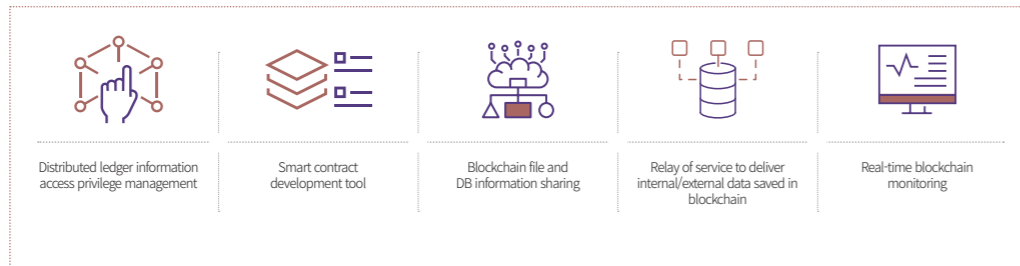 Distributed ledger information
access privilege management
Smart contract
development tool
Blockchain file and
DB information sharing
Relay of service to deliver
internal/external data saved in
blockchain
Real-time blockchain
monitoring